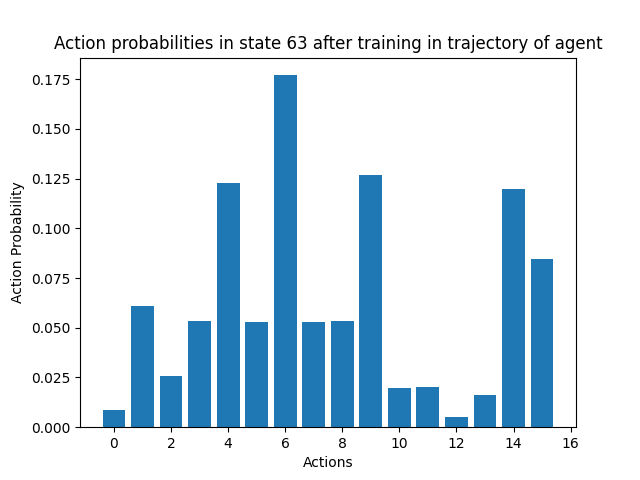 Action probabilities in state 63 after training in trajectory of agent
0.175
0.150
0.125
0.100
0.075
0.050
0.025
0.000
Action Probability
0 2 4 6 8 10 12 14 16
Actions